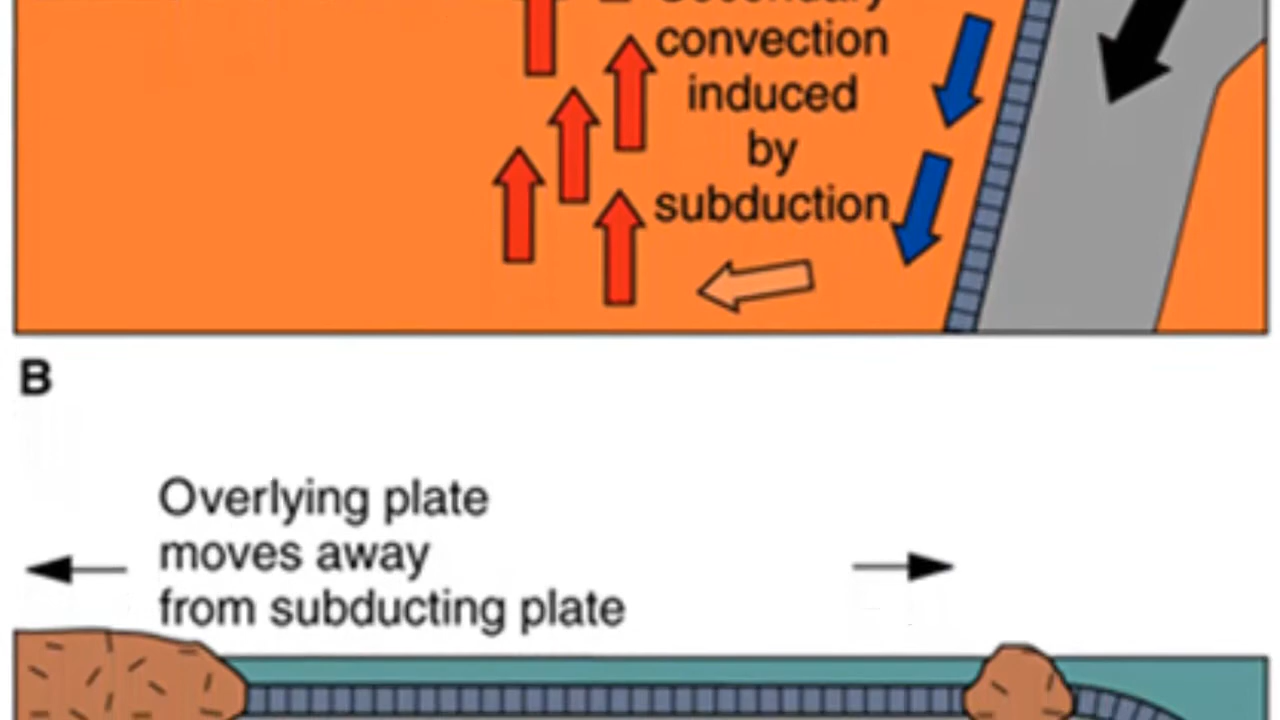 convection
induced
by
subduction
B
Overlying plate
moves away
from subducting plate